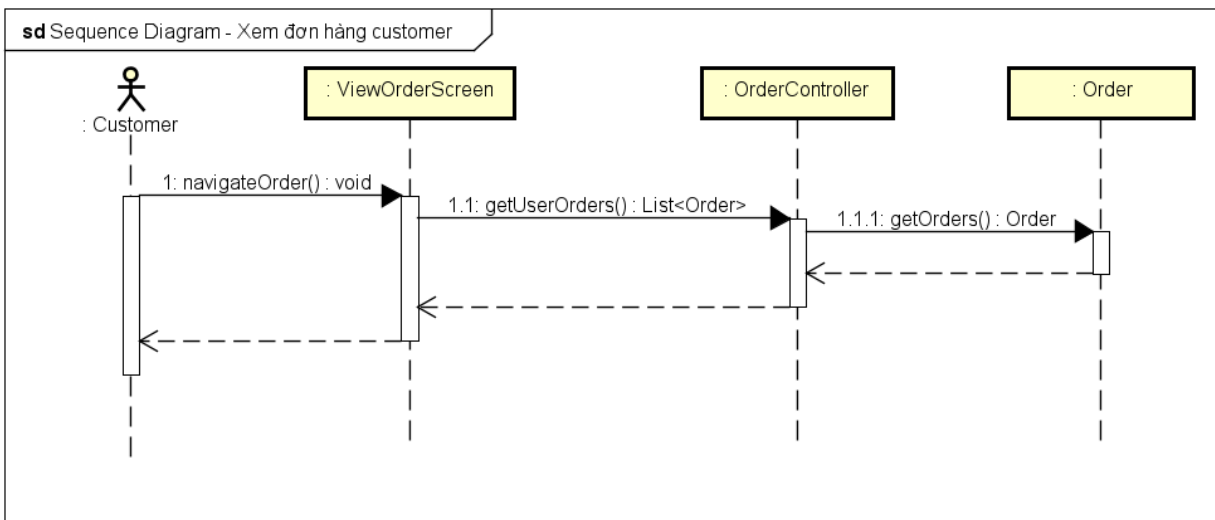 sd Sequence Diagram - Xem đơn hàng customer
: Customer
: ViewOrderScreen
: OrderController
: Order
1: navigateOrder() : void
1.1: getUserOrders() : List<Order>
1.1.1: getOrders() : Order